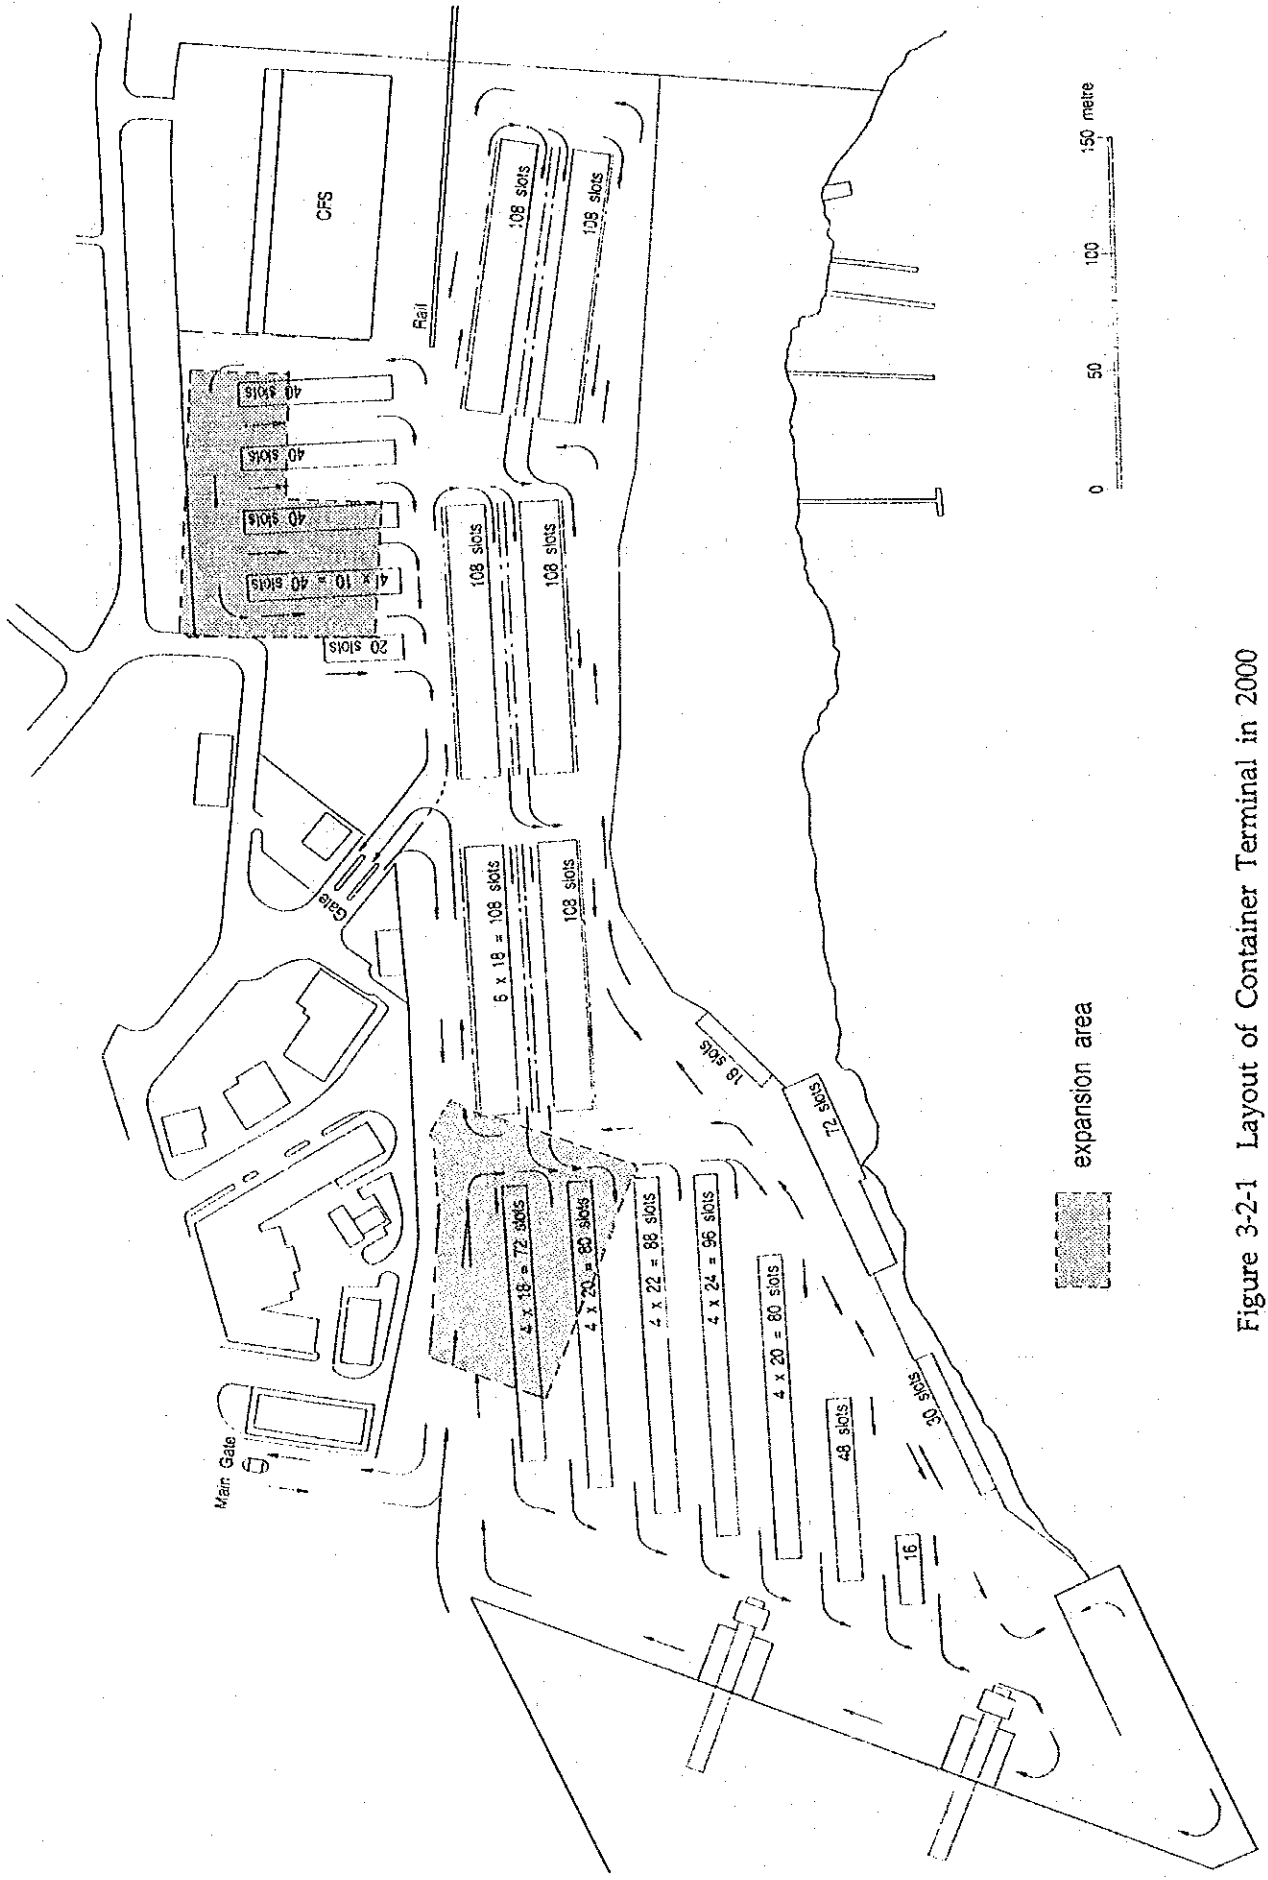 CFS
Rail
108 slots
108 slots
40 slots
40 slots
40 slots
4 x 10 = 40 slots
20 slots
108 slots
108 slots
Gate
6 x 18 = 108 slots
108 slots
18 slots
72 slots
30 slots
4 x 18 = 72 slots
4 x 20 = 80 slots
4 x 22 = 88 slots
4 x 24 = 96 slots
4 x 20 = 80 slots
48 slots
16
Main Gate
0 50 100 150 metre
expansion area
Figure 3-2-1 Layout of Container Terminal in 2000